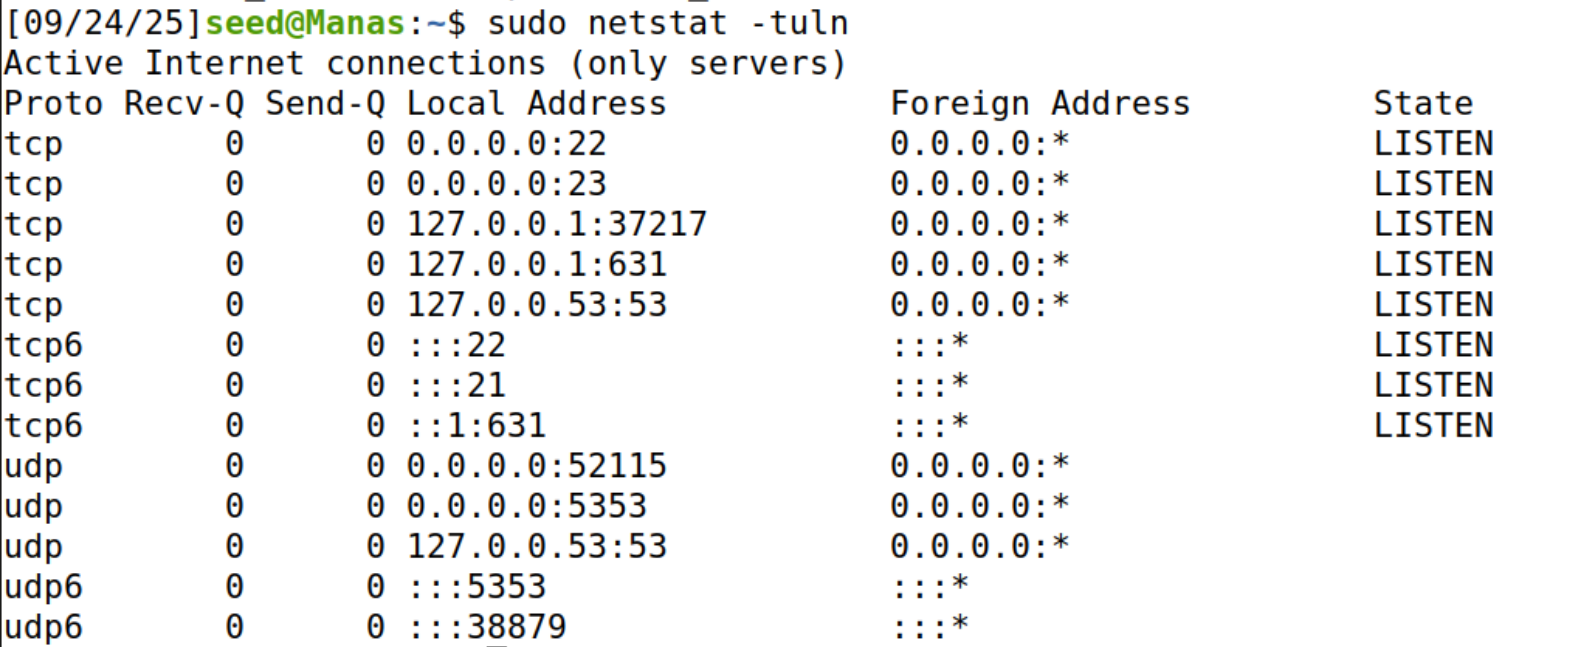 [09/24/25]seed@Manas:~$ sudo netstat -tuln
Active Internet connections (only servers)
Proto Recv-Q Send-Q Local Address           Foreign Address         State
tcp        0      0 0.0.0.0:22              0.0.0.0:*               LISTEN
tcp        0      0 0.0.0.0:23              0.0.0.0:*               LISTEN
tcp        0      0 127.0.0.1:37217         0.0.0.0:*               LISTEN
tcp        0      0 127.0.0.1:631           0.0.0.0:*               LISTEN
tcp        0      0 127.0.0.53:53           0.0.0.0:*               LISTEN
tcp6       0      0 :::22                   :::*                    LISTEN
tcp6       0      0 :::21                   :::*                    LISTEN
tcp6       0      0 ::1:631                 :::*                    LISTEN
udp        0      0 0.0.0.0:52115           0.0.0.0:*
udp        0      0 0.0.0.0:5353            0.0.0.0:*
udp        0      0 127.0.0.53:53           0.0.0.0:*
udp6       0      0 :::5353                 :::*
udp6       0      0 :::38879                :::*